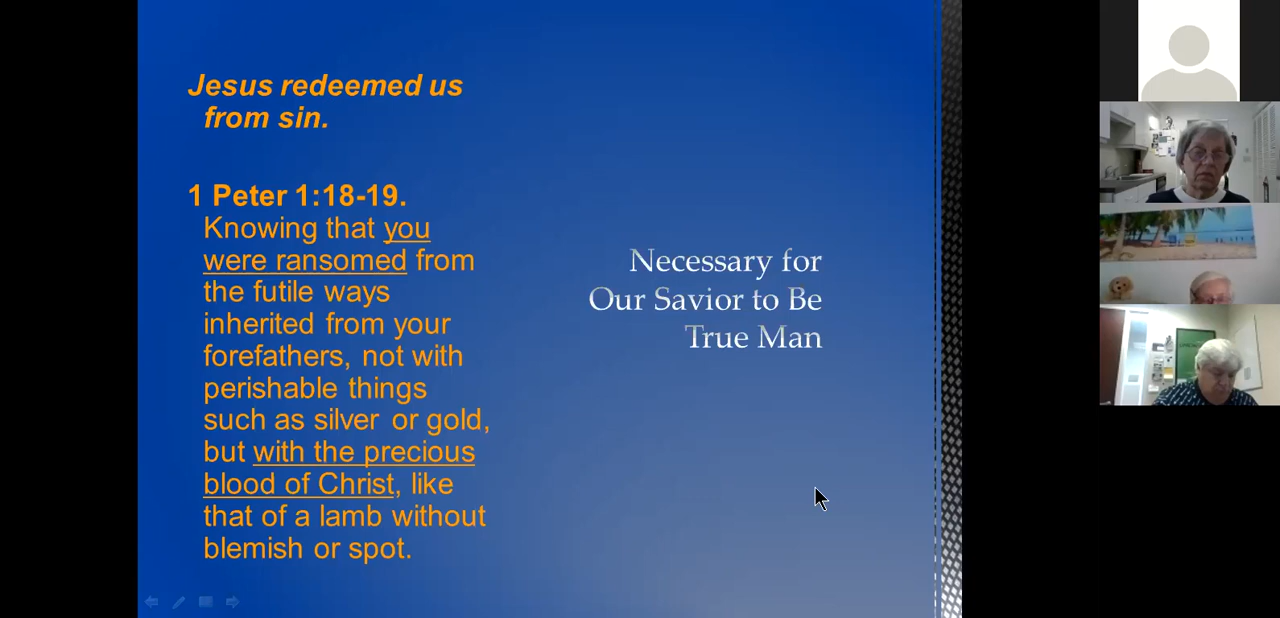 Jesus redeemed us
from sin.
1 Peter 1:18-19.
Knowing that you
were ransomed from
the futile ways
inherited from your
forefathers, not with
perishable things
such as silver or gold,
but with the precious
blood of Christ, like
that of a lamb without
blemish or spot.
Necessary for
Our Savior to Be
True Man